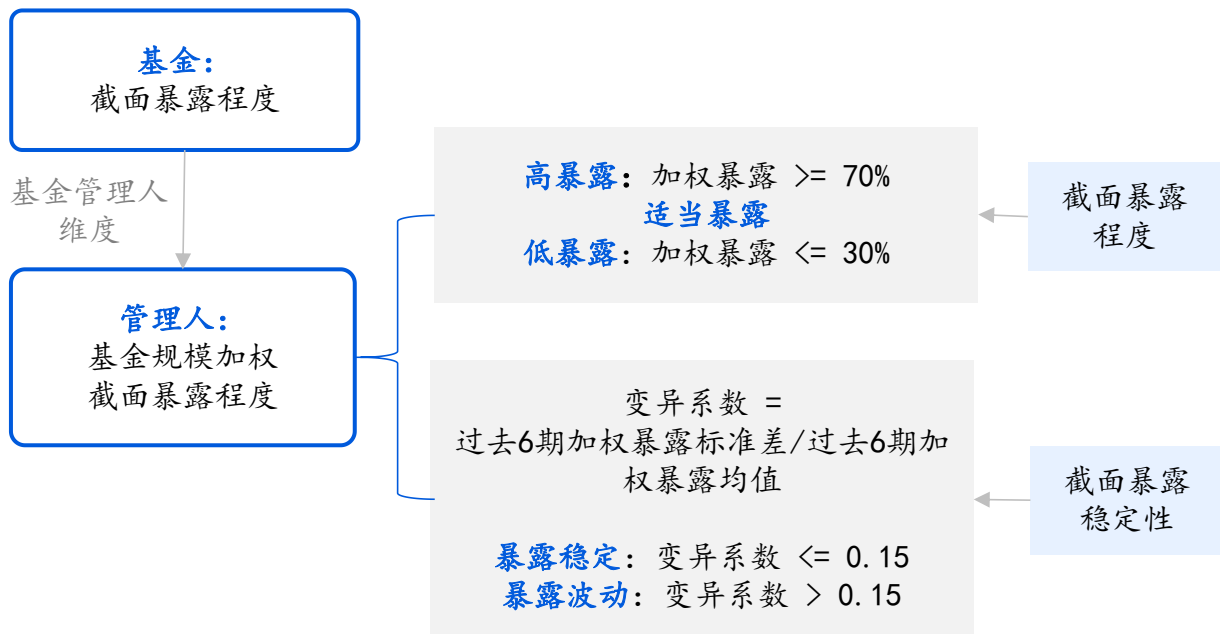 基金：
截面暴露程度
基金管理人
维度
管理人：
基金规模加权
截面暴露程度
高暴露：加权暴露 >= 70%
适当暴露
低暴露：加权暴露 <= 30%
截面暴露
程度
变异系数 =
过去6期加权暴露标准差/过去6期加
权暴露均值
暴露稳定：变异系数 <= 0.15
暴露波动：变异系数 > 0.15
截面暴露
稳定性